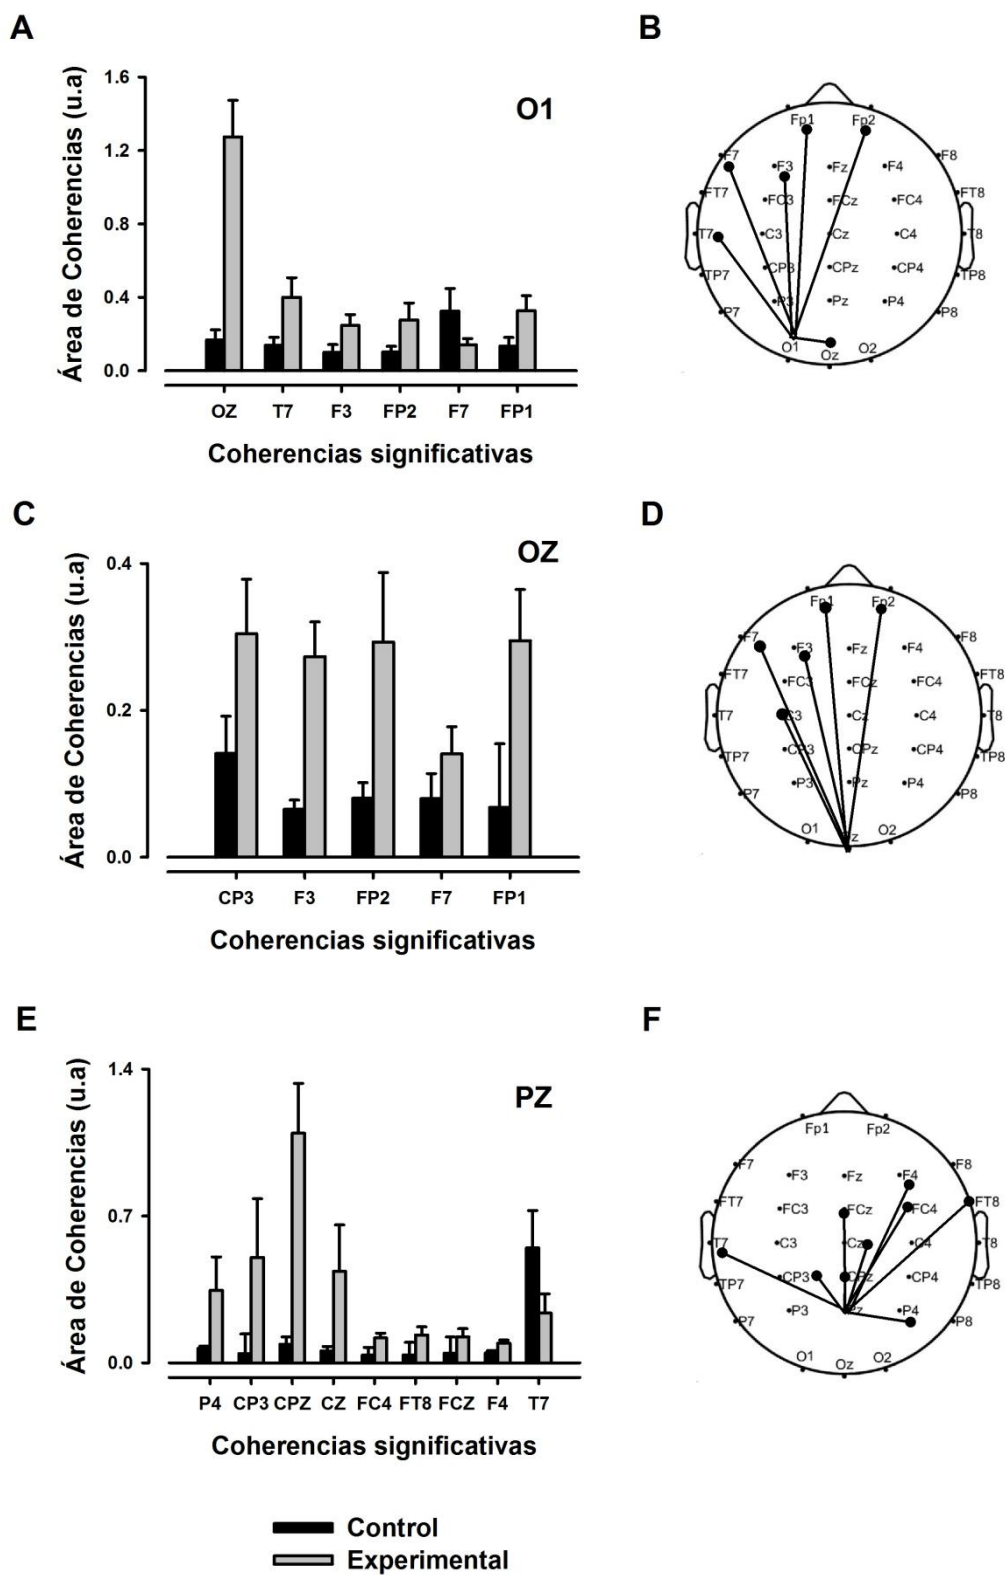 A
B
Área de Coherencias (u.a)
1.6
1.2
0.8
0.4
0.0
O1
OZ T7 F3 FP2 F7 FP1
Coherencias significativas
Fp1 Fp2
F7 F3 Fz F4 F8
FT7 FC3 FCz FC4 FT8
T7 C3 Cz C4 T8
TP7 CP3 CPz CP4 TP8
P7 P3 Pz P4 P8
O1 Oz O2
C
D
Área de Coherencias (u.a)
0.4
0.2
0.0
OZ
CP3 F3 FP2 F7 FP1
Coherencias significativas
Fp1 Fp2
F7 F3 Fz F4 F8
FT7 FC3 FCz FC4 FT8
T7 C3 Cz C4 T8
TP7 CP3 CPz CP4 TP8
P7 P3 Pz P4 P8
O1 O2
E
F
Área de Coherencias (u.a)
1.4
0.7
0.0
PZ
P4 CP3 CPZ CZ FC4 FT8 FCZ F4 T7
Coherencias significativas
Fp1 Fp2
F7 F3 Fz F4 F8
FT7 FC3 FCz FC4 FT8
T7 C3 Cz C4 T8
TP7 CP3 CPz CP4 TP8
P7 P3 Pz P4 P8
O1 Oz O2
Control
Experimental